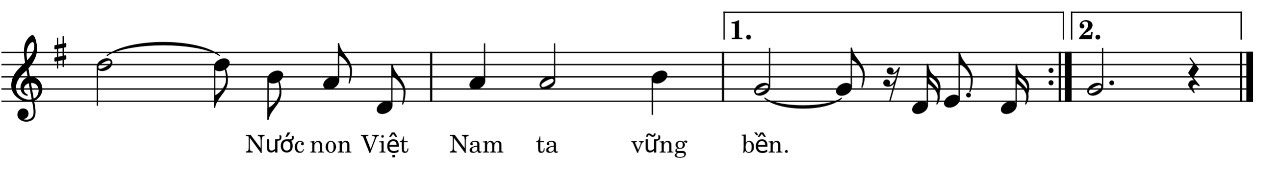 1. 2.
Nước non Việt Nam ta vững bền.